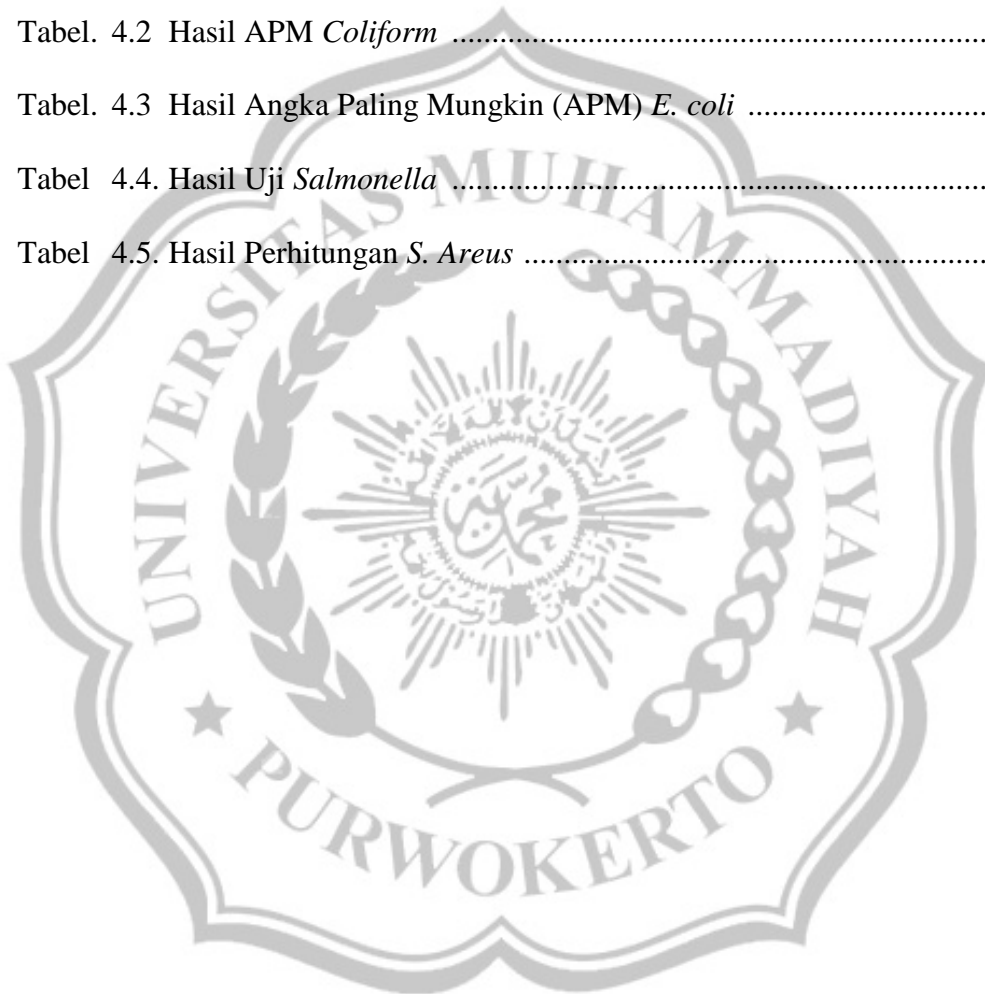 Tabel. 4.2 Hasil APM Coliform ....................................................................
Tabel. 4.3 Hasil Angka Paling Mungkin (APM) E. coli ..............................
Tabel 4.4. Hasil Uji Salmonella ....................................................................
Tabel 4.5. Hasil Perhitungan S. Areus ..........................................................
UNIVERSITAS MUHAMMADIYAH
PURWOKERTO